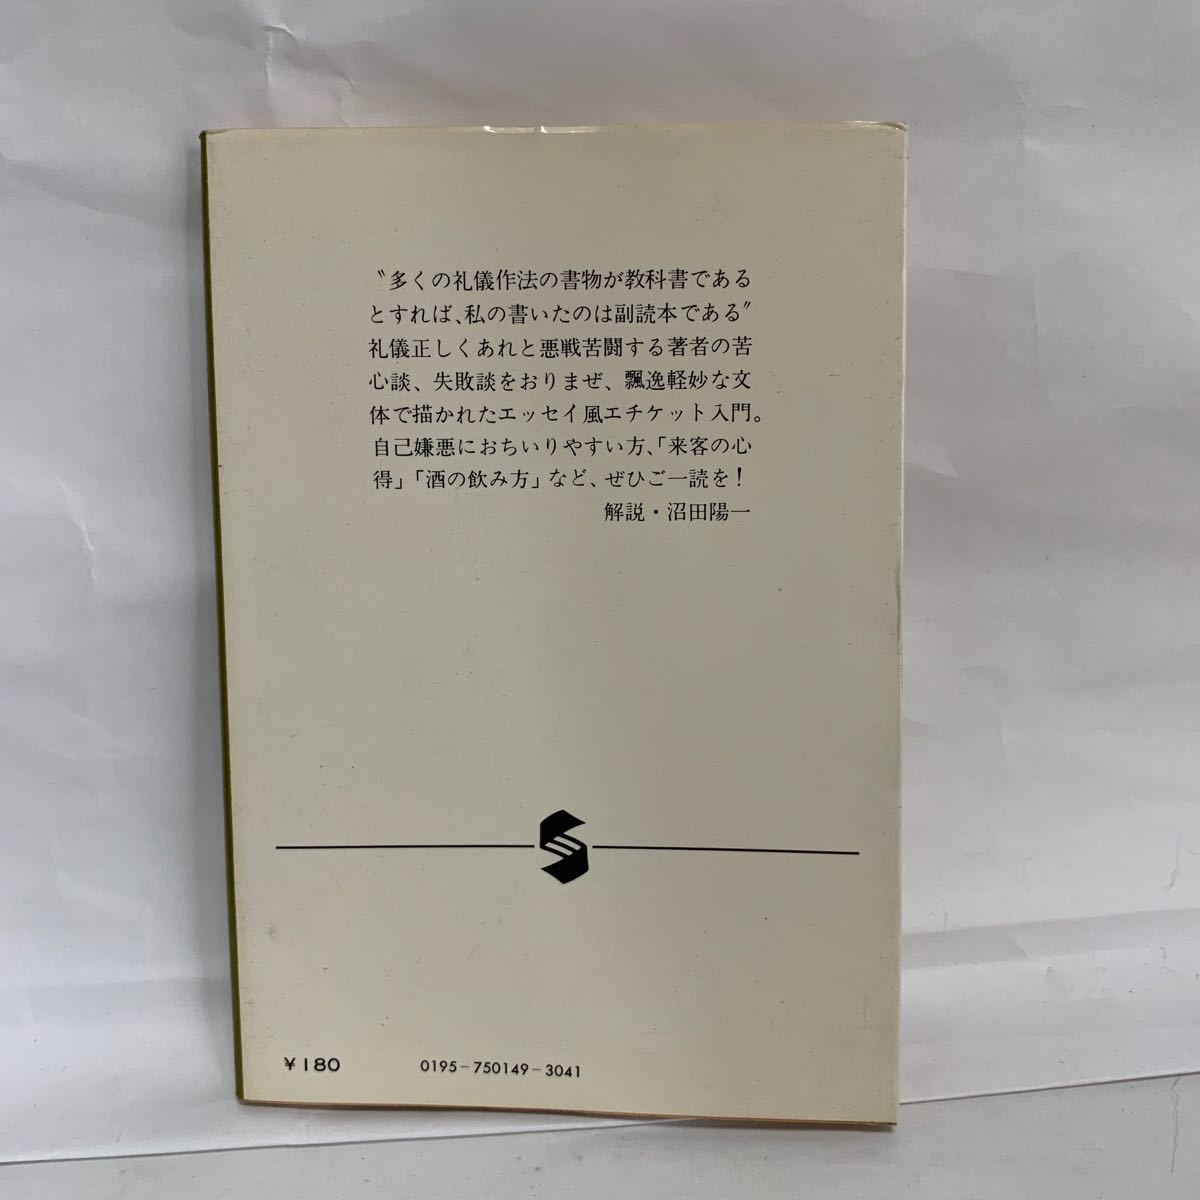 〝多くの礼儀作法の書物が教科書である
とすれば、私の書いたのは副読本である〟
礼儀正しくあれと悪戦苦闘する著者の苦
心談、失敗談をおりまぜ、飄逸軽妙な文
体で描かれたエッセイ風エチケット入門。
自己嫌悪におちいりやすい方、「来客の心
得」「酒の飲み方」など、ぜひご一読を！
解説・沼田陽一
￥180
0195－750149－3041